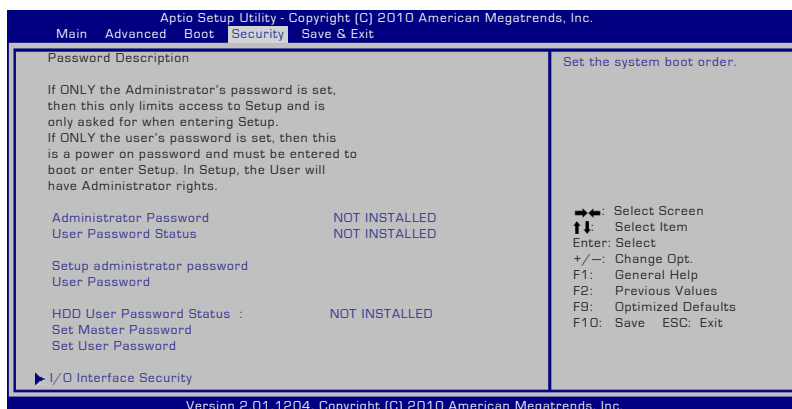 Aptio Setup Utility - Copyright (C) 2010 American Megatrends, Inc.
Main Advanced Boot Security Save & Exit
Password Description
If ONLY the Administrator's password is set,
then this only limits access to Setup and is
only asked for when entering Setup.
If ONLY the user's password is set, then this
is a power on password and must be entered to
boot or enter Setup. In Setup, the User will
have Administrator rights.
Administrator Password NOT INSTALLED
User Password Status NOT INSTALLED
Setup administrator password
User Password
HDD User Password Status : NOT INSTALLED
Set Master Password
Set User Password
I/O Interface Security
Set the system boot order.
→←: Select Screen
↑↓: Select Item
Enter: Select
+/—: Change Opt.
F1: General Help
F2: Previous Values
F9: Optimized Defaults
F10: Save ESC: Exit
Version 2.01.1204. Copyright (C) 2010 American Megatrends, Inc.